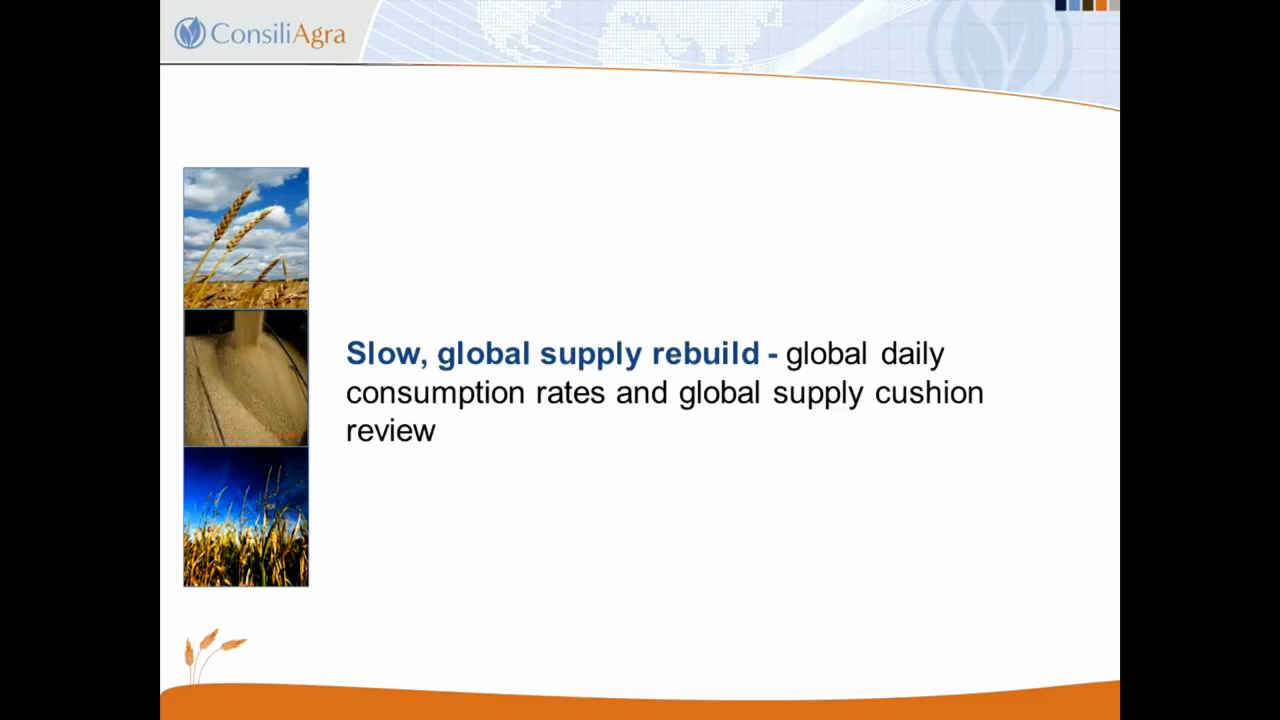 ConsiliAgra
Slow, global supply rebuild - global daily
consumption rates and global supply cushion
review